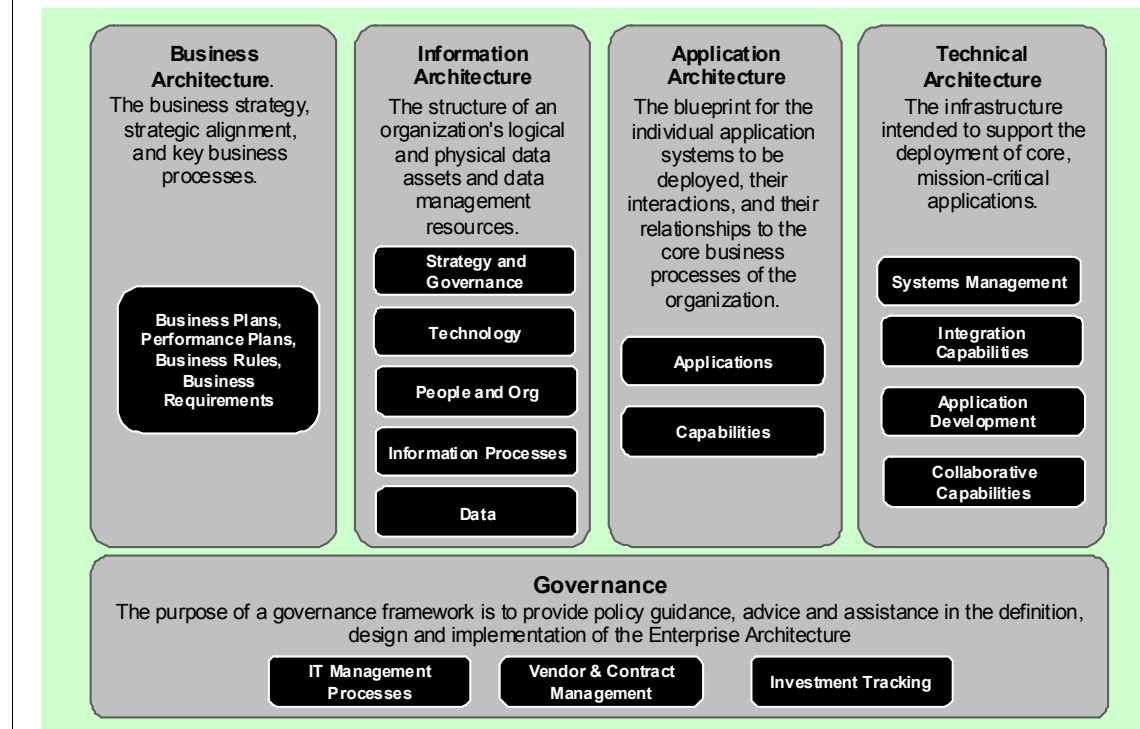 Business
Architecture.
The business strategy,
strategic alignment,
and key business
processes.
Business Plans,
Performance Plans,
Business Rules,
Business
Requirements
Information
Architecture
The structure of an
organization's logical
and physical data
assets and data
management
resources.
Strategy and
Governance
Technology
People and Org
Information Processes
Data
Application
Architecture
The blueprint for the
individual application
systems to be
deployed, their
interactions, and their
relationships to the
core business
processes of the
organization.
Applications
Capabilities
Technical
Architecture
The infrastructure
intended to support the
deployment of core,
mission-critical
applications.
Systems Management
Integration
Capabilities
Application
Development
Collaborative
Capabilities
Governance
The purpose of a governance framework is to provide policy guidance, advice and assistance in the definition,
design and implementation of the Enterprise Architecture
IT Management
Processes
Vendor & Contract
Management
Investment Tracking